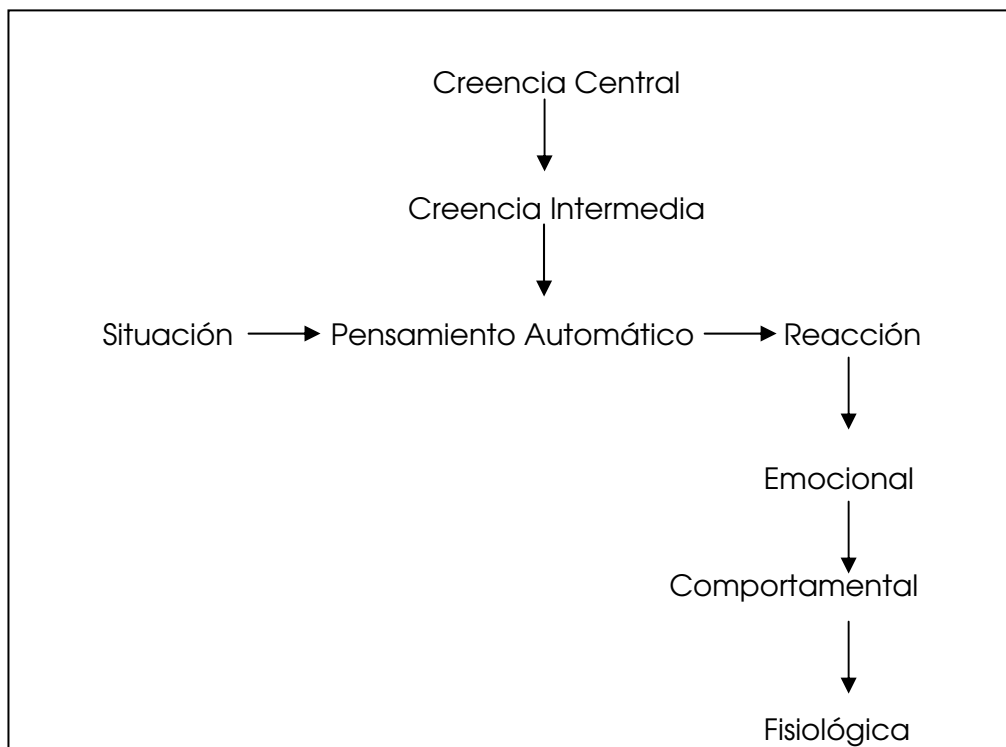 Creencia Central
Creencia Intermedia
Situación Pensamiento Automático Reacción
Emocional
Comportamental
Fisiológica